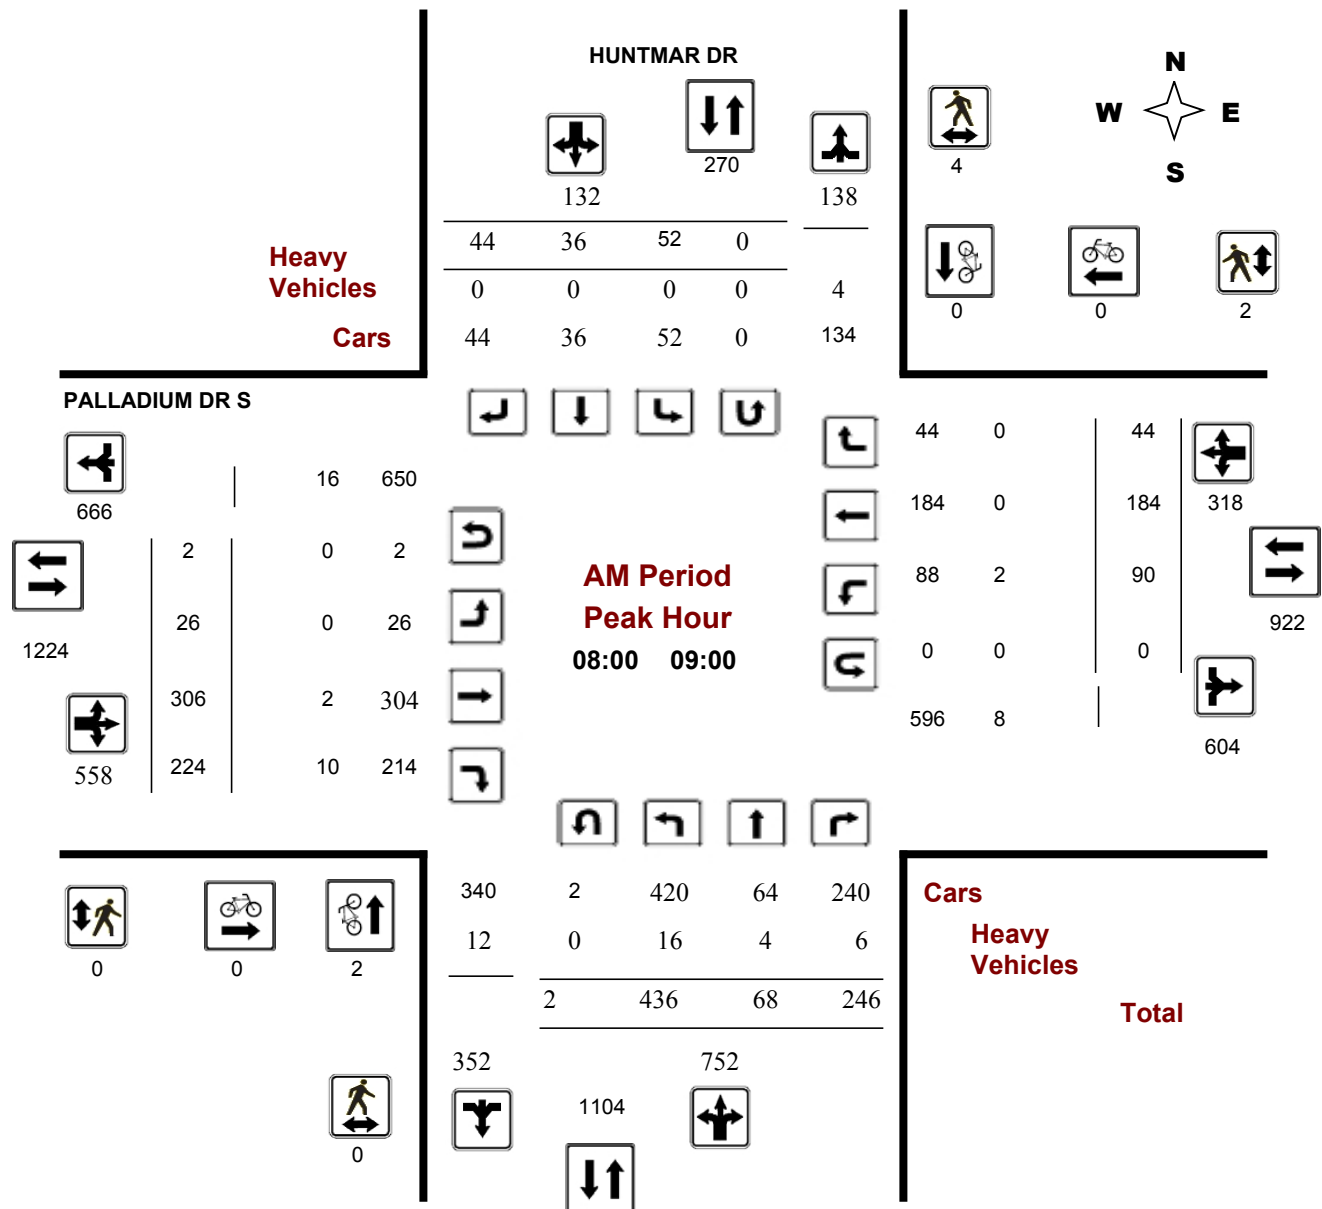 HUNTMAR DR
N
W E
S
132
270
138
4
44 36 52 0
Heavy
Vehicles
0 0 0 0 4
0 0 2
Cars
44 36 52 0 134
PALLADIUM DR S
44 0 44
16 650
666
184 0 184 318
2 0 2
AM Period
88 2 90
26 0 26
Peak Hour
922
1224
08:00 09:00
0 0 0
306 2 304
596 8
604
558
224 10 214
340 2 420 64 240
Cars
12 0 16 4 6
Heavy
Vehicles
0 0 2
2 436 68 246
Total
352 752
1104
0